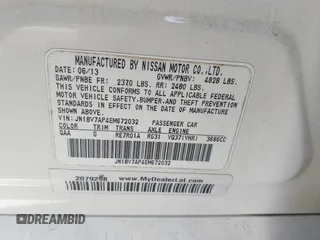 MANUFACTURED BY NISSAN MOTOR CO.,LTD.
DATE: 06/13 GVWR/PNBV: 4828 LBS.
GAWR/PNBE FR: 2370 LBS. RR: 2480 LBS.
THIS VEHICLE CONFORMS TO ALL APPLICABLE FEDERAL
MOTOR VEHICLE SAFETY,BUMPER,AND THEFT PREVENTION
STANDARDS IN EFFECT ON THE DATE OF MANUFACTURE
SHOWN ABOVE.
VIN: JN1BV7AP4EM672032 PASSENGER CAR
COLOR TRIM TRANS AXLE ENGINE
QAA G RE7R01A RG31 VQ37(VHR) 3696CC
JN1BV7AP4EM672032
2079258 MyDealerLot.com
DREAMBID